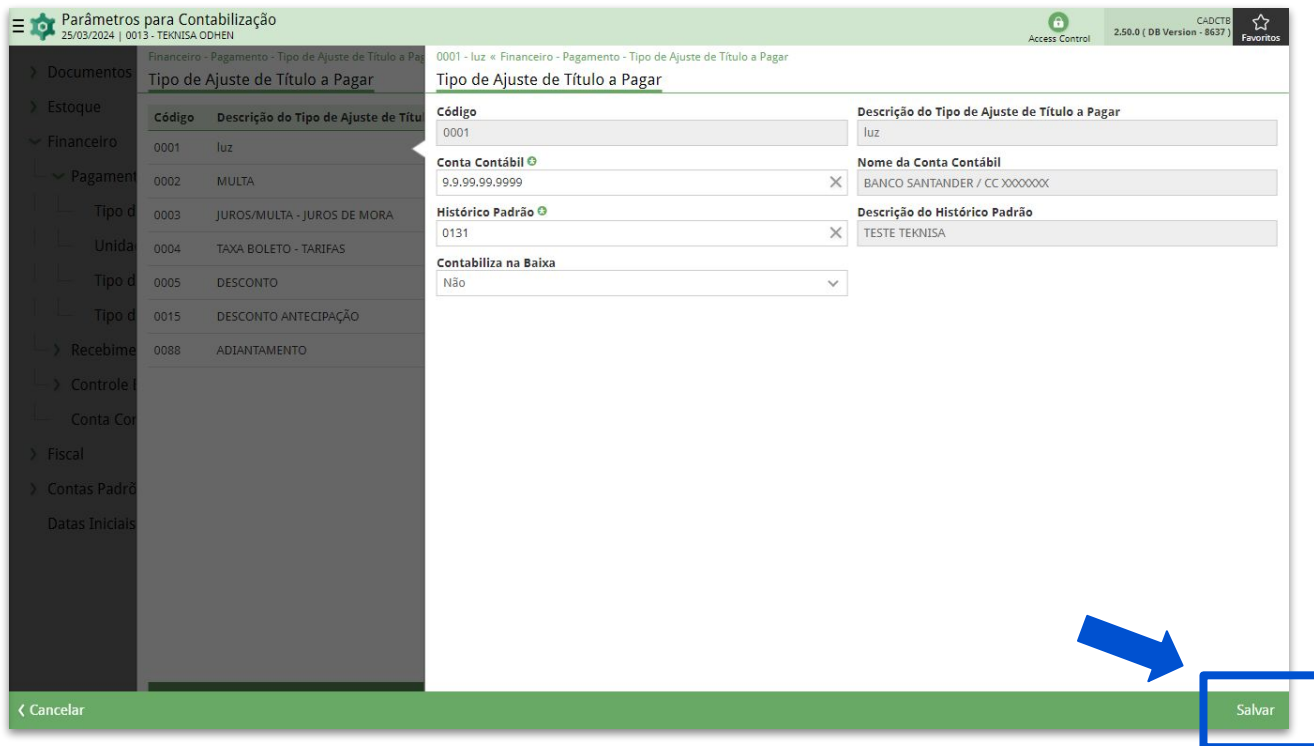 Parâmetros para Contabilização
25/03/2024 | 0013 - TEKNISA ODHEN
Access Control
CADCTB
2.50.0 ( DB Version - 8637 )
Favoritos
Documentos
Estoque
Financeiro
Pagament
Tipo d
Unida
Tipo d
Tipo d
Recebime
Controle
Conta Cor
Fiscal
Contas Padrõ
Datas Iniciais
Financeiro - Pagamento - Tipo de Ajuste de Título a Pag
Tipo de Ajuste de Título a Pagar
Código Descrição do Tipo de Ajuste de Títu
0001 luz
0002 MULTA
0003 JUROS/MULTA - JUROS DE MORA
0004 TAXA BOLETO - TARIFAS
0005 DESCONTO
0015 DESCONTO ANTECIPAÇÃO
0088 ADIANTAMENTO
0001 - luz « Financeiro - Pagamento - Tipo de Ajuste de Título a Pagar
Tipo de Ajuste de Título a Pagar
Código
0001
Descrição do Tipo de Ajuste de Título a Pagar
luz
Conta Contábil
9.9.99.99.9999
Nome da Conta Contábil
BANCO SANTANDER / CC XXXXXXX
Histórico Padrão
0131
Descrição do Histórico Padrão
TESTE TEKNISA
Contabiliza na Baixa
Não
Cancelar
Salvar